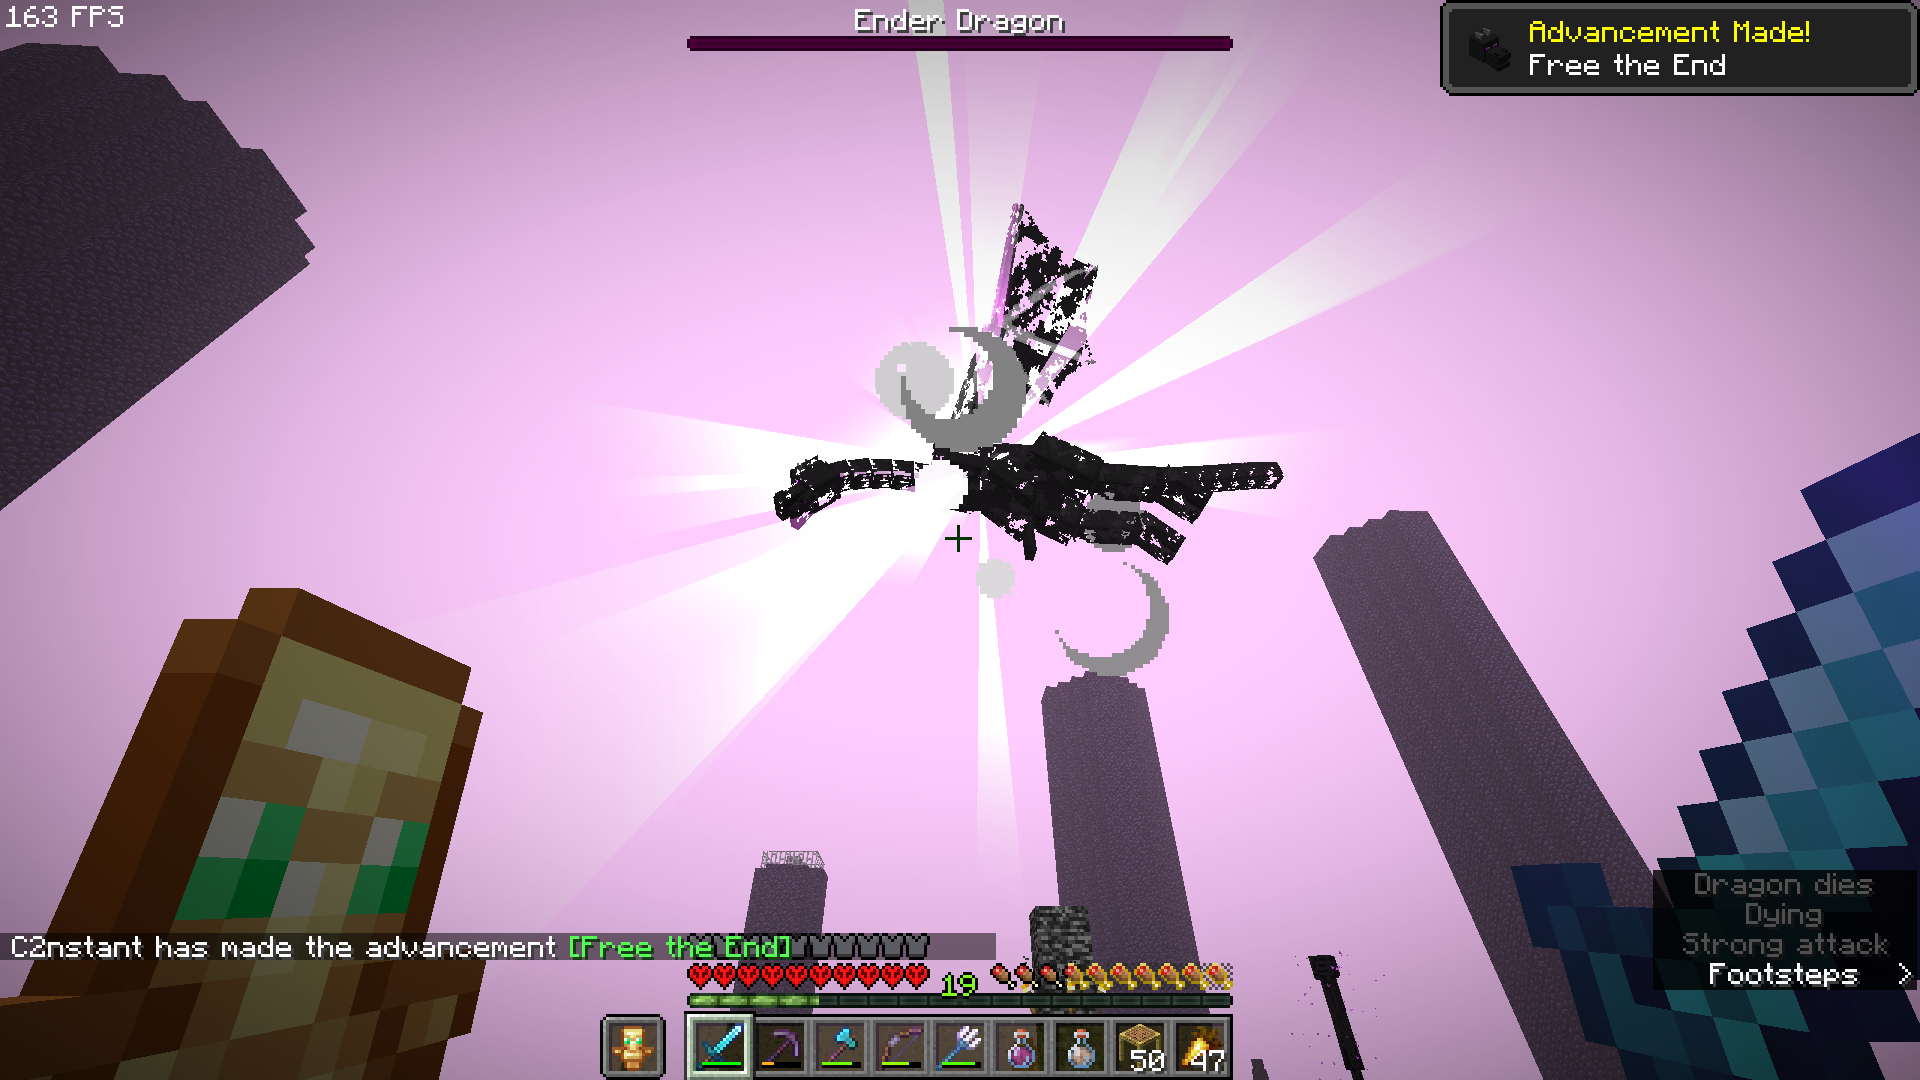 163 FPS
Ender Dragon
Advancement Made!
Free the End
Dragon dies
Dying
Strong attack
Footsteps >
C2nstant has made the advancement [Free the End]
19
50
47